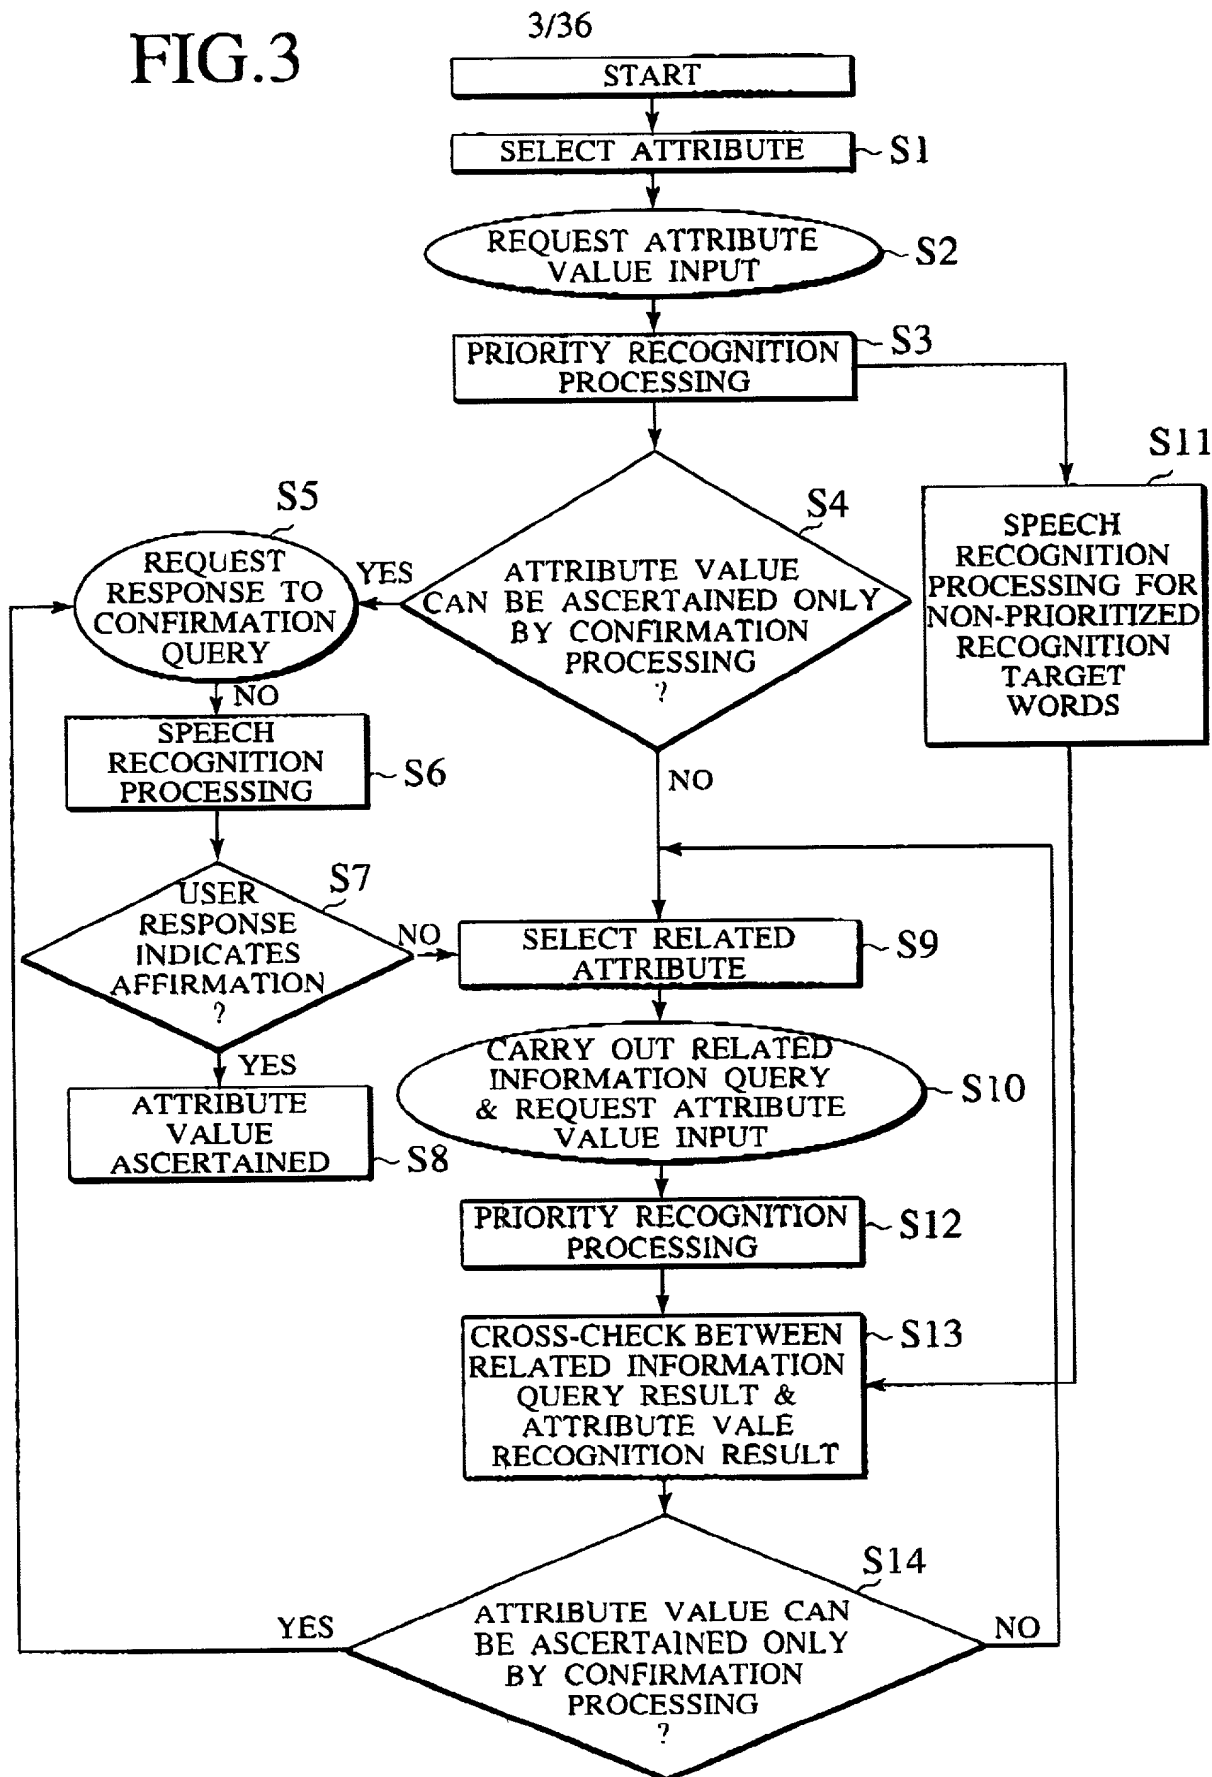 FIG.3
3/36
START
SELECT ATTRIBUTE
S1
REQUEST ATTRIBUTE
VALUE INPUT
S2
PRIORITY RECOGNITION
PROCESSING
S3
S11
SPEECH
RECOGNITION
PROCESSING FOR
NON-PRIORITIZED
RECOGNITION
TARGET
WORDS
S4
ATTRIBUTE VALUE
CAN BE ASCERTAINED ONLY
BY CONFIRMATION
PROCESSING
?
YES
NO
S5
REQUEST
RESPONSE TO
CONFIRMATION
QUERY
NO
SPEECH
RECOGNITION
PROCESSING
S6
S7
USER
RESPONSE
INDICATES
AFFIRMATION
?
NO
YES
ATTRIBUTE
VALUE
ASCERTAINED
S8
SELECT RELATED
ATTRIBUTE
S9
CARRY OUT RELATED
INFORMATION QUERY
& REQUEST ATTRIBUTE
VALUE INPUT
S10
PRIORITY RECOGNITION
PROCESSING
S12
CROSS-CHECK BETWEEN
RELATED INFORMATION
QUERY RESULT &
ATTRIBUTE VALE
RECOGNITION RESULT
S13
S14
ATTRIBUTE VALUE CAN
BE ASCERTAINED ONLY
BY CONFIRMATION
PROCESSING
?
YES
NO